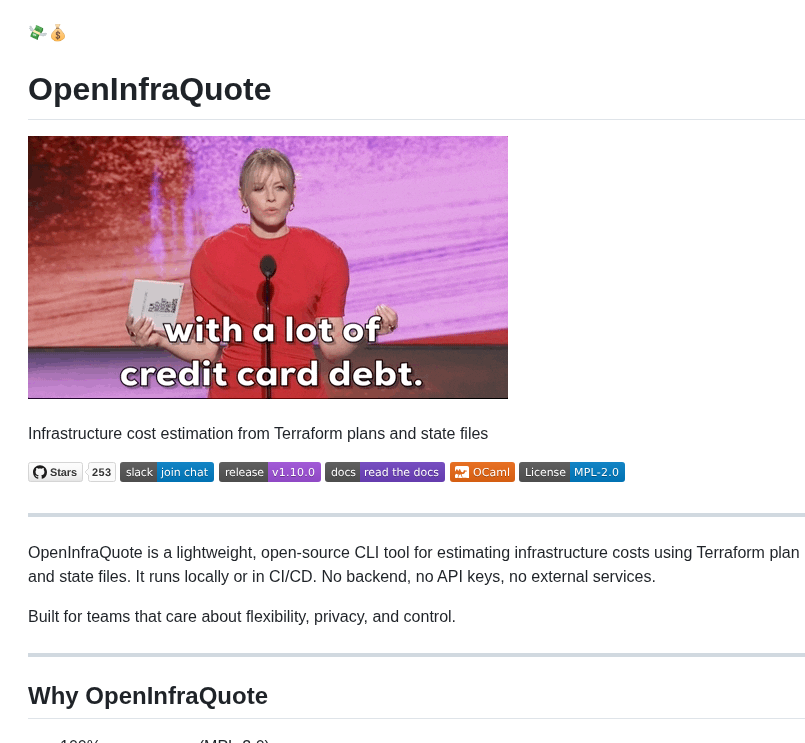 OpenInfraQuote
with a lot of
credit card debt.
Infrastructure cost estimation from Terraform plans and state files
Stars 253 slack join chat release v1.10.0 docs read the docs OCaml License MPL-2.0
OpenInfraQuote is a lightweight, open-source CLI tool for estimating infrastructure costs using Terraform plan
and state files. It runs locally or in CI/CD. No backend, no API keys, no external services.
Built for teams that care about flexibility, privacy, and control.
Why OpenInfraQuote